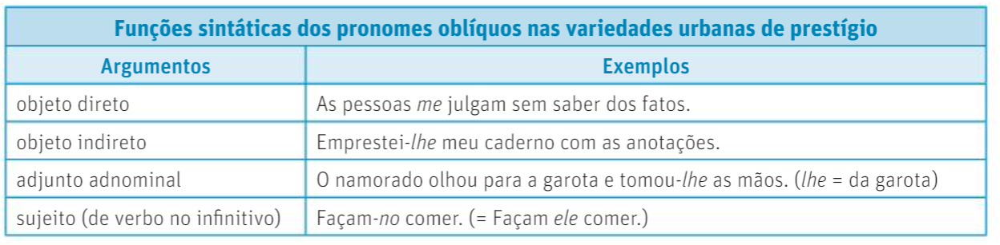 Funções sintáticas dos pronomes oblíquos nas variedades urbanas de prestígio
Argumentos Exemplos
objeto direto As pessoas me julgam sem saber dos fatos.
objeto indireto Emprestei-lhe meu caderno com as anotações.
adjunto adnominal O namorado olhou para a garota e tomou-lhe as mãos. (lhe = da garota)
sujeito (de verbo no infinitivo) Façam-no comer. (= Façam ele comer.)